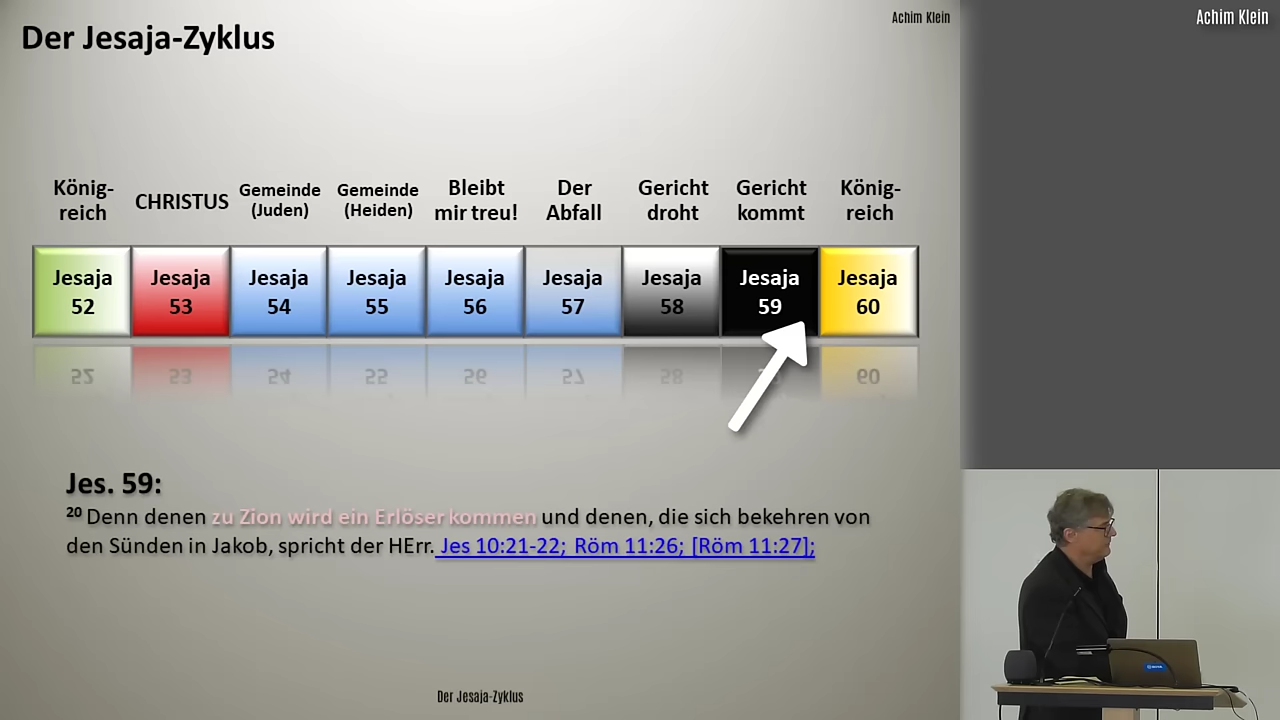 Achim Klein
Achim Klein
Der Jesaja-Zyklus
König-
reich
CHRISTUS
Gemeinde
(Juden)
Gemeinde
(Heiden)
Bleibt
mir treu!
Der
Abfall
Gericht
droht
Gericht
kommt
König-
reich
Jesaja
52
Jesaja
53
Jesaja
54
Jesaja
55
Jesaja
56
Jesaja
57
Jesaja
58
Jesaja
59
Jesaja
60
Jes. 59:
20 Denn denen zu Zion wird ein Erlöser kommen und denen, die sich bekehren von
den Sünden in Jakob, spricht der HErr. Jes 10:21-22; Röm 11:26; [Röm 11:27];
Der Jesaja-Zyklus